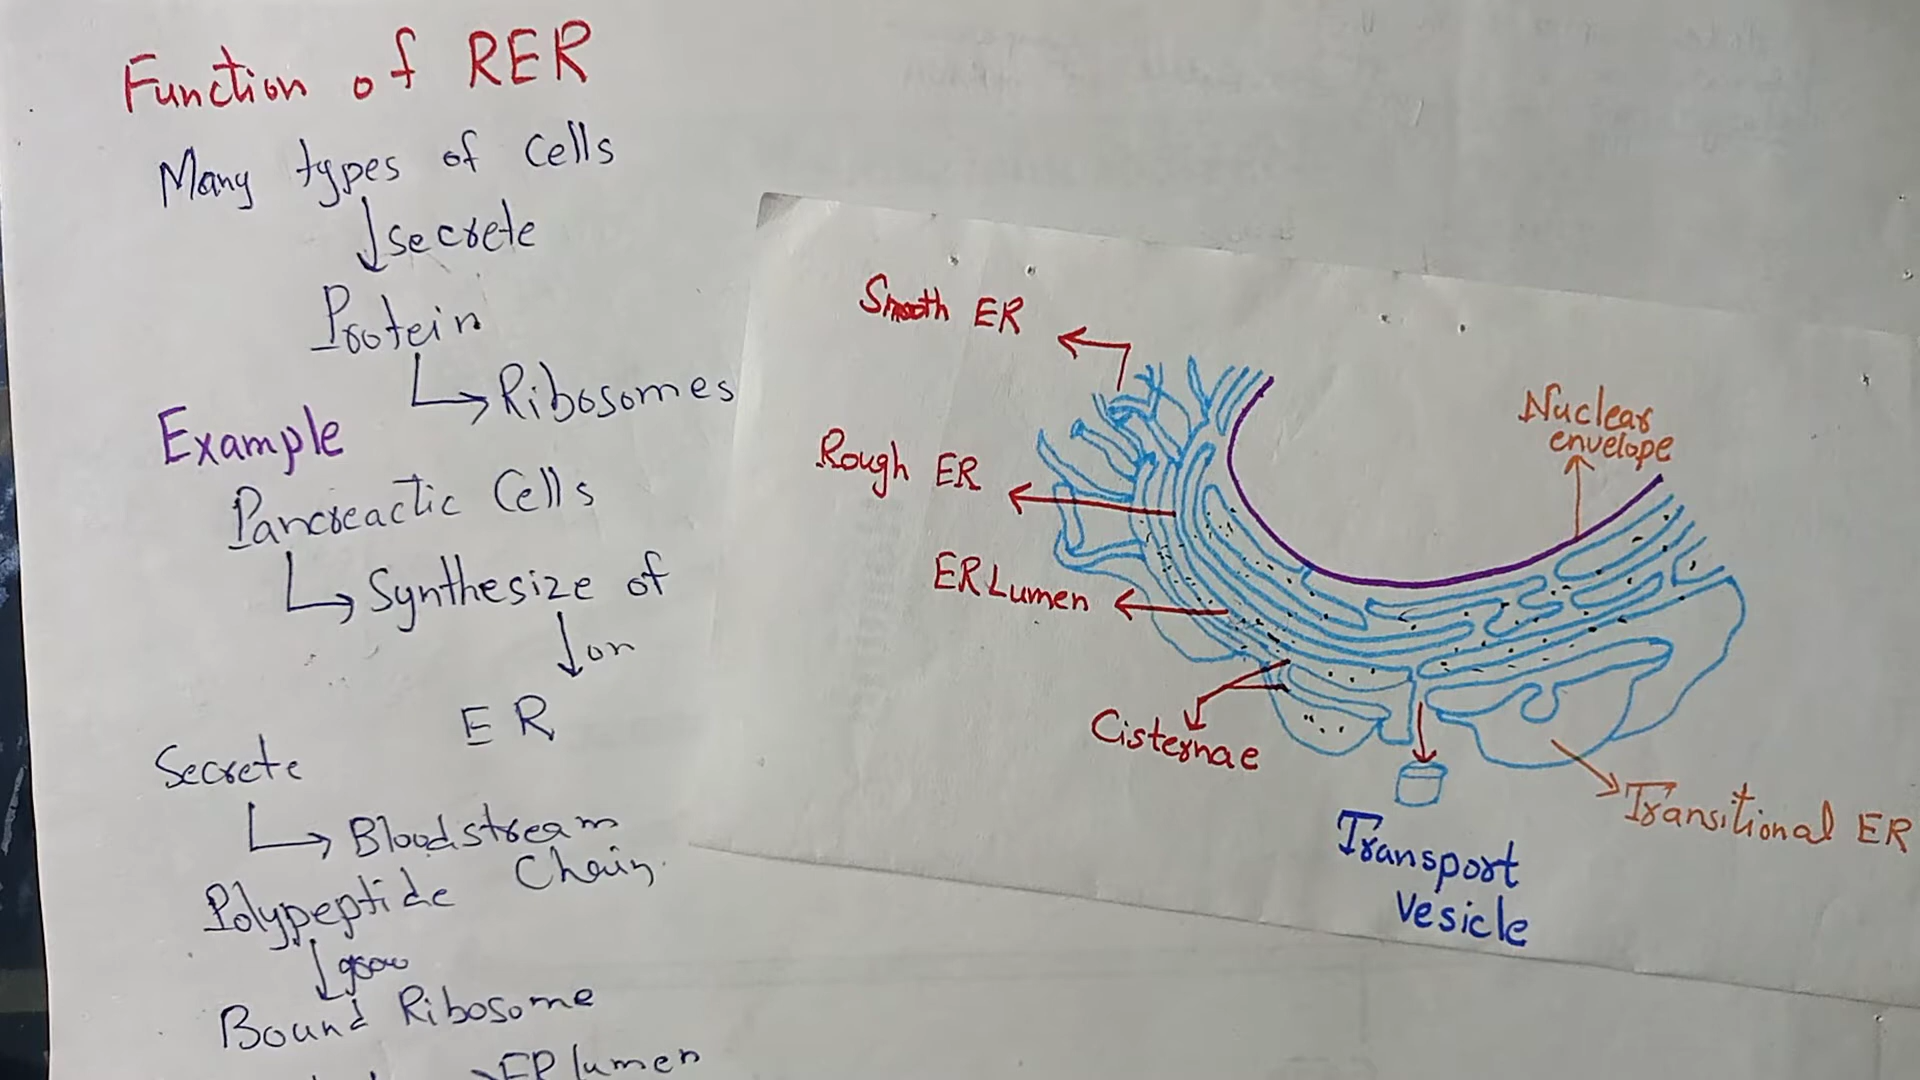 Function of RER
Many types of cells
secrete
Protein
Ribosomes
Example
Pancreactic Cells
Synthesize of
on
ER
Secrete
Bloodstream
Polypeptide Chain.
grow
Bound Ribosome
ER lumen
Smooth ER
Rough ER
ER Lumen
Cisternae
Nuclear
envelope
Transitional ER
Transport
vesicle